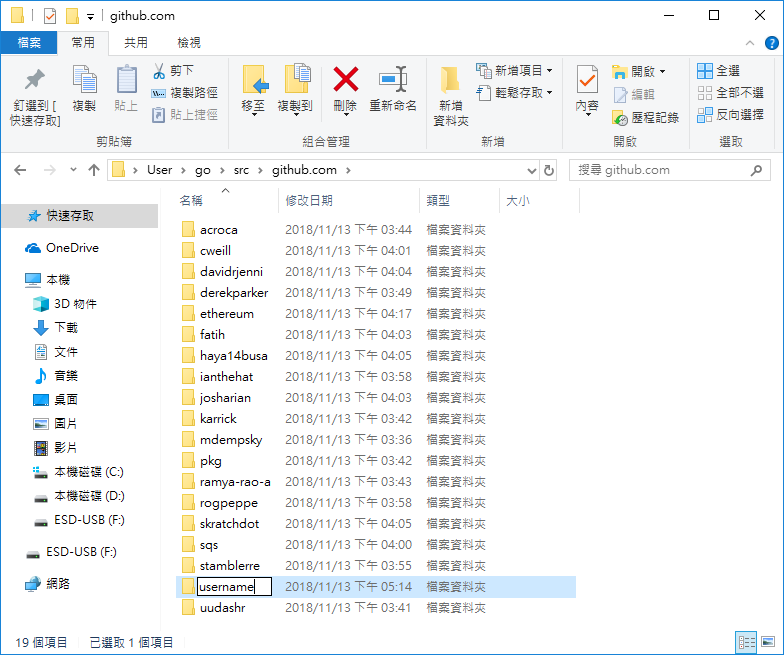 github.com
檔案 常用 共用 檢視
釘選到 [
快速存取]
複製
貼上
剪下
複製路徑
貼上捷徑
剪貼簿
移至
複製到
刪除
重新命名
組合管理
新增
資料夾
新增項目
輕鬆存取
新增
內容
開啟
編輯
歷程記錄
開啟
全選
全部不選
反向選擇
選取
User › go › src › github.com ›
搜尋 github.com
快速存取
OneDrive
本機
3D 物件
下載
文件
音樂
桌面
圖片
影片
本機磁碟 (C:)
本機磁碟 (D:)
ESD-USB (F:)
ESD-USB (F:)
網路
名稱 修改日期 類型 大小
acroca 2018/11/13 下午 03:44 檔案資料夾
cweill 2018/11/13 下午 04:01 檔案資料夾
davidrjenni 2018/11/13 下午 04:04 檔案資料夾
derekparker 2018/11/13 下午 03:49 檔案資料夾
ethereum 2018/11/13 下午 04:17 檔案資料夾
fatih 2018/11/13 下午 04:03 檔案資料夾
haya14busa 2018/11/13 下午 04:05 檔案資料夾
ianthehat 2018/11/13 下午 03:58 檔案資料夾
josharian 2018/11/13 下午 04:03 檔案資料夾
karrick 2018/11/13 下午 03:42 檔案資料夾
mdempsky 2018/11/13 下午 03:36 檔案資料夾
pkg 2018/11/13 下午 03:42 檔案資料夾
ramya-rao-a 2018/11/13 下午 03:43 檔案資料夾
rogpeppe 2018/11/13 下午 03:58 檔案資料夾
skratchdot 2018/11/13 下午 04:05 檔案資料夾
sqs 2018/11/13 下午 04:00 檔案資料夾
stamblerre 2018/11/13 下午 03:55 檔案資料夾
username 2018/11/13 下午 05:14 檔案資料夾
uudashr 2018/11/13 下午 03:41 檔案資料夾
19 個項目 已選取 1 個項目